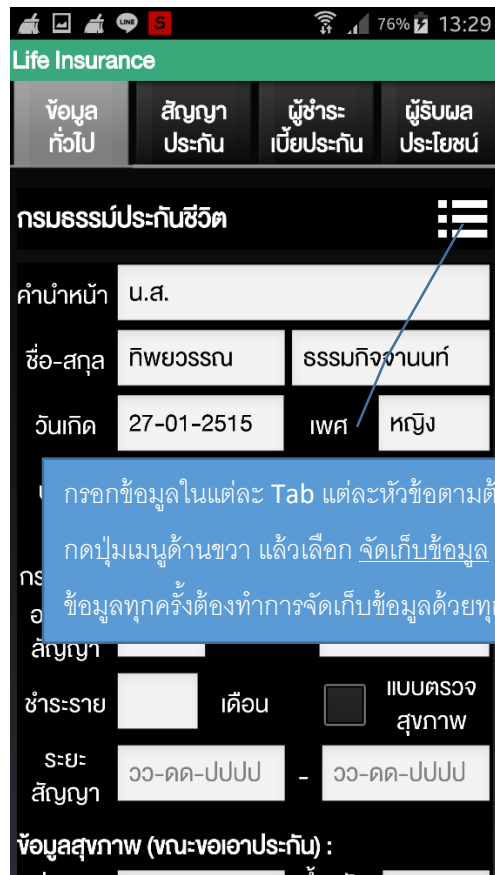 LINE S 76% 13:29
Life Insurance
ข้อมูล สัญญา ผู้ชำระ ผู้รับผล
ทั่วไป ประกัน เบี้ยประกัน ประโยชน์
กรมธรรม์ประกันชีวิต
คำนำหน้า น.ส.
ชื่อ-สกุล ทิพยวรรณ ธรรมกิจจานนท์
วันเกิด 27-01-2515 เพศ หญิง
กรอกข้อมูลในแต่ละ Tab แต่ละหัวข้อตามต้
กดปุ่มเมนูด้านขวา แล้วเลือก จัดเก็บข้อมูล
ข้อมูลทุกครั้งต้องทำการจัดเก็บข้อมูลด้วยทุก
สัญญา
ชำระราย เดือน แบบตรวจ
สุขภาพ
ระยะ
สัญญา วว-ดด-ปปปป - วว-ดด-ปปปป
ข้อมูลสุขภาพ (ขณะขอเอาประกัน) :